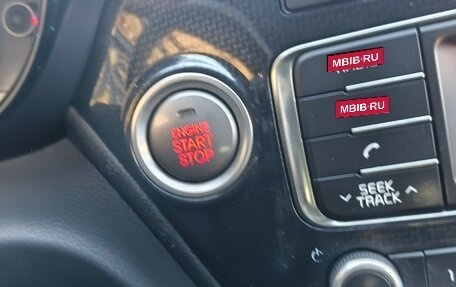 MBIB.RU
MBIB.RU
ENGINE
START
STOP
SEEK
TRACK